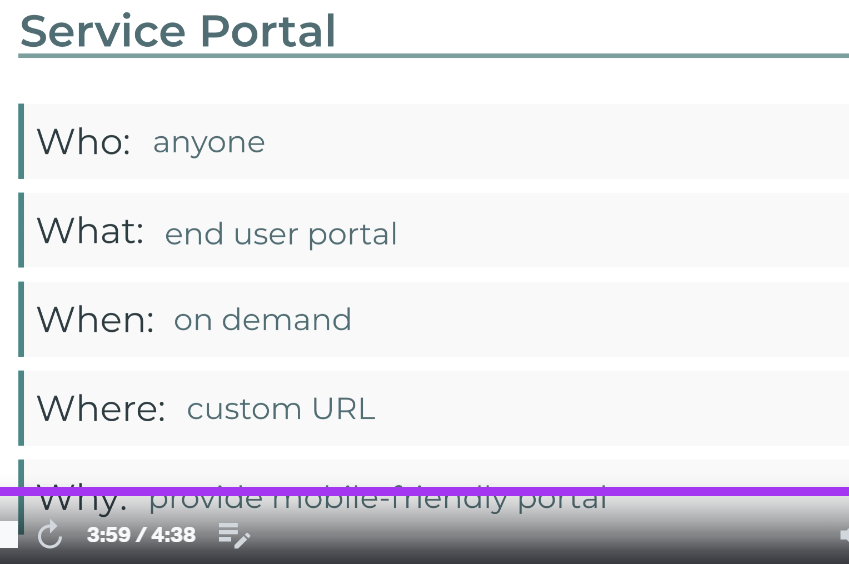 Service Portal
Who: anyone
What: end user portal
When: on demand
Where: custom URL
Why: provide mobile-friendly portal
3:59 / 4:38